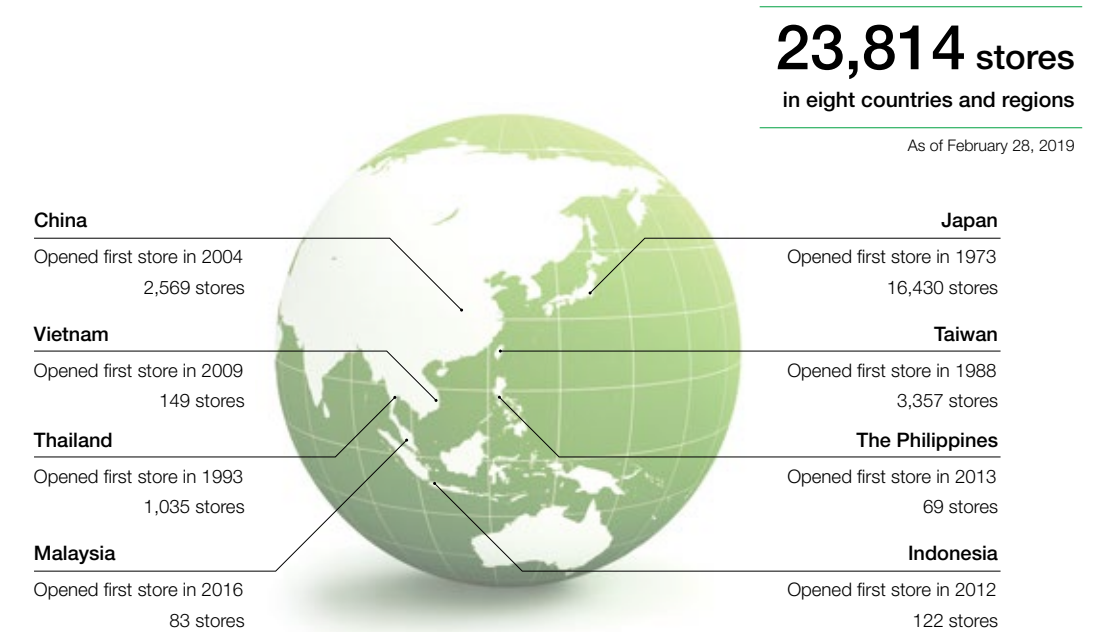 23,814 stores
in eight countries and regions
As of February 28, 2019
China
Opened first store in 2004
2,569 stores
Vietnam
Opened first store in 2009
149 stores
Thailand
Opened first store in 1993
1,035 stores
Malaysia
Opened first store in 2016
83 stores
Japan
Opened first store in 1973
16,430 stores
Taiwan
Opened first store in 1988
3,357 stores
The Philippines
Opened first store in 2013
69 stores
Indonesia
Opened first store in 2012
122 stores